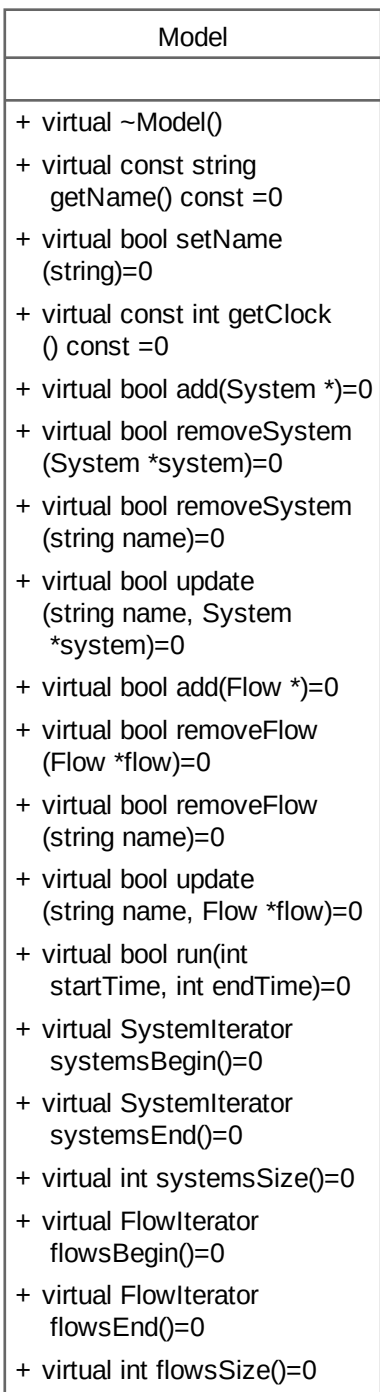 Model
+ virtual ~Model()
+ virtual const string
getName() const =0
+ virtual bool setName
(string)=0
+ virtual const int getClock
() const =0
+ virtual bool add(System *)=0
+ virtual bool removeSystem
(System *system)=0
+ virtual bool removeSystem
(string name)=0
+ virtual bool update
(string name, System
*system)=0
+ virtual bool add(Flow *)=0
+ virtual bool removeFlow
(Flow *flow)=0
+ virtual bool removeFlow
(string name)=0
+ virtual bool update
(string name, Flow *flow)=0
+ virtual bool run(int
startTime, int endTime)=0
+ virtual SystemIterator
systemsBegin()=0
+ virtual SystemIterator
systemsEnd()=0
+ virtual int systemsSize()=0
+ virtual FlowIterator
flowsBegin()=0
+ virtual FlowIterator
flowsEnd()=0
+ virtual int flowsSize()=0